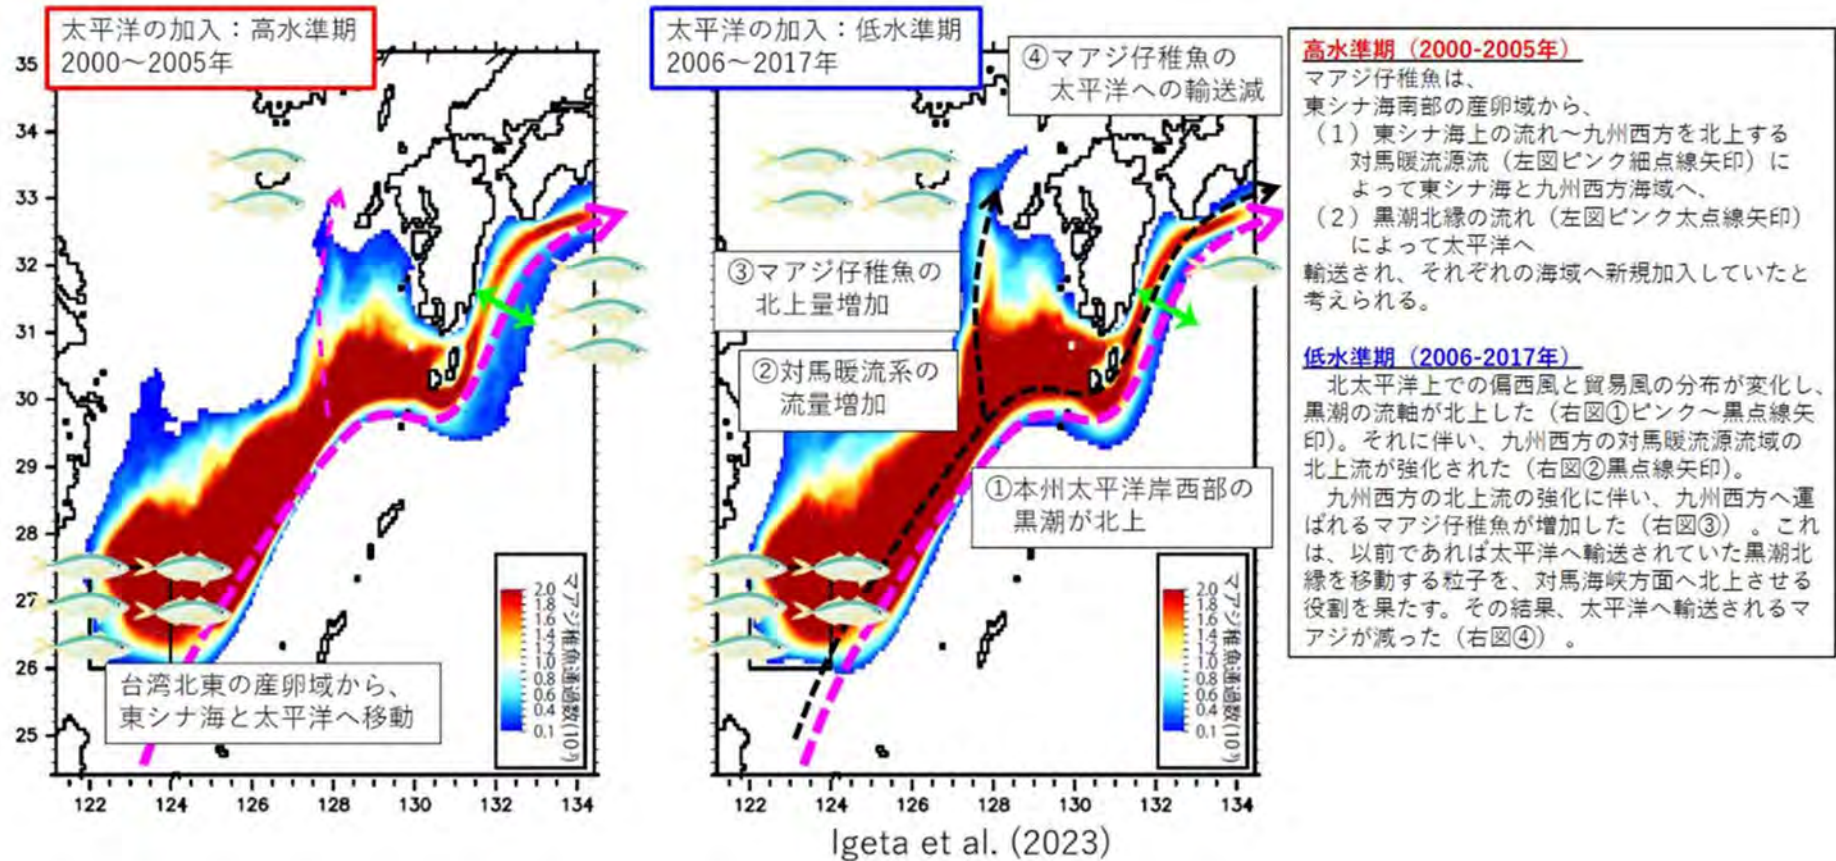 太平洋の加入：高水準期
2000～2005年
35
34
33
32
31
30
29
28
27
26
25
122
124
126
128
130
132
134
台湾北東の産卵域から、
東シナ海と太平洋へ移動
2.0
1.8
1.6
1.4
1.2
1.0
0.8
0.6
0.4
0.1
マアジ稚魚通過数(10³)
太平洋の加入：低水準期
2006～2017年
④マアジ仔稚魚の
太平洋への輸送減
③マアジ仔稚魚の
北上量増加
②対馬暖流系の
流量増加
①本州太平洋岸西部の
黒潮が北上
2.0
1.8
1.6
1.4
1.2
1.0
0.8
0.6
0.4
0.1
マアジ稚魚通過数(10³)
122
124
126
128
130
132
134
高水準期（2000-2005年）
マアジ仔稚魚は、
東シナ海南部の産卵域から、
（1）東シナ海上の流れ～九州西方を北上する
対馬暖流源流（左図ピンク細点線矢印）に
よって東シナ海と九州西方海域へ、
（2）黒潮北縁の流れ（左図ピンク太点線矢印）
によって太平洋へ
輸送され、それぞれの海域へ新規加入していたと
考えられる。
低水準期（2006-2017年）
北太平洋上での偏西風と貿易風の分布が変化し、
黒潮の流軸が北上した（右図①ピンク～黒点線矢
印）。それに伴い、九州西方の対馬暖流源流域の
北上流が強化された（右図②黒点線矢印）。
九州西方の北上流の強化に伴い、九州西方へ運
ばれるマアジ仔稚魚が増加した（右図③）。これ
は、以前であれば太平洋へ輸送されていた黒潮北
縁を移動する粒子を、対馬海峡方面へ北上させる
役割を果たす。その結果、太平洋へ輸送されるマ
アジが減った（右図④）。
Igeta et al. (2023)